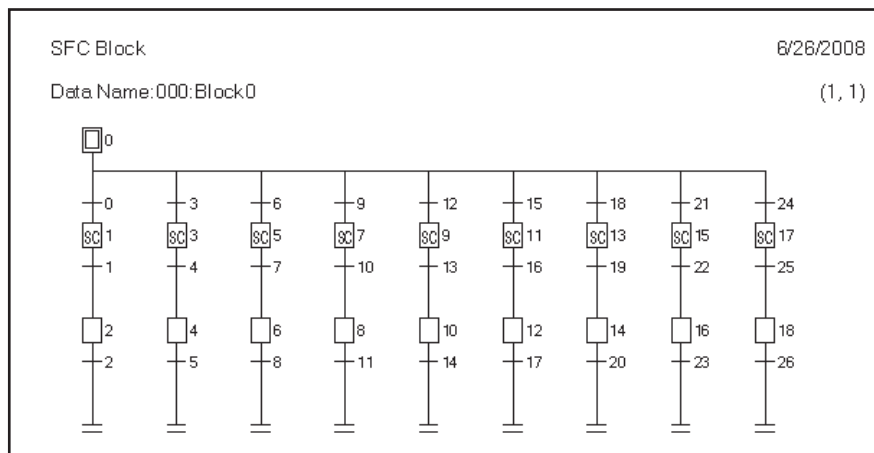 SFC Block 6/26/2008
Data Name:000:Block0 (1, 1)
0
0 3 6 9 12 15 18 21 24
SC 1 SC 3 SC 5 SC 7 SC 9 SC 11 SC 13 SC 15 SC 17
1 4 7 10 13 16 19 22 25
2 4 6 8 10 12 14 16 18
2 5 8 11 14 17 20 23 26